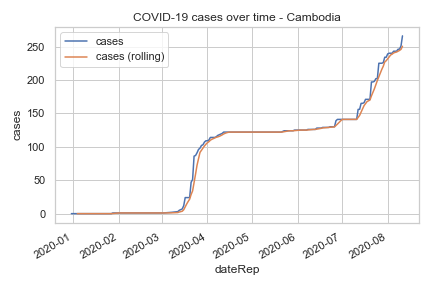 COVID-19 cases over time - Cambodia
cases
cases (rolling)
250
200
150
100
50
0
cases
2020-01
2020-02
2020-03
2020-04
2020-05
2020-06
2020-07
2020-08
dateRep